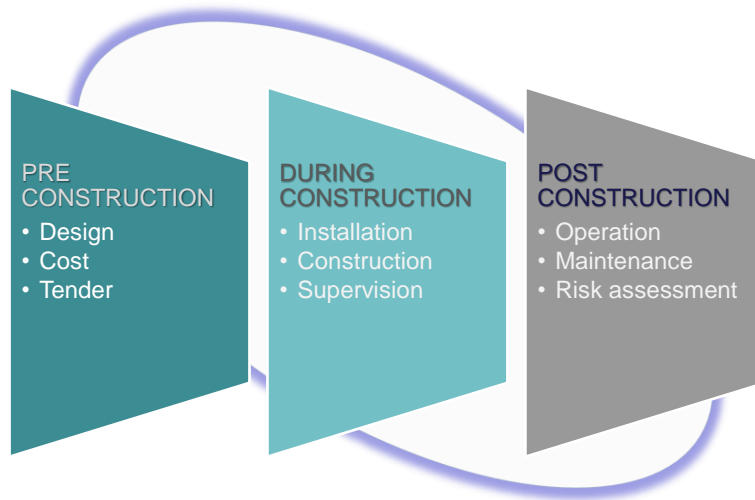 PRE
CONSTRUCTION
• Design
• Cost
• Tender
DURING
CONSTRUCTION
• Installation
• Construction
• Supervision
POST
CONSTRUCTION
• Operation
• Maintenance
• Risk assessment